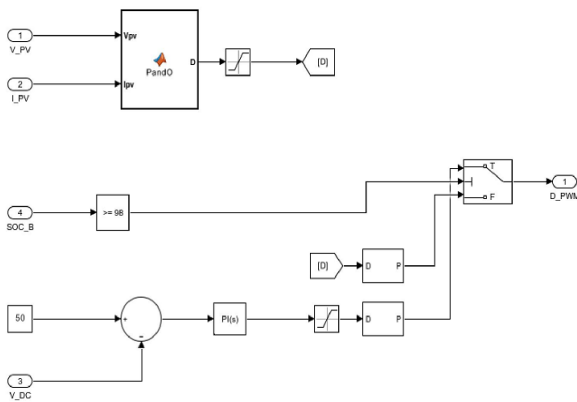 1
V_PV
2
I_PV
Vpv
Ipv
D
PandO
[D]
4
SOC_B
>= 98
T
F
1
D_PWM
[D]
D
P
50
+
-
PI(s)
D
P
3
V_DC